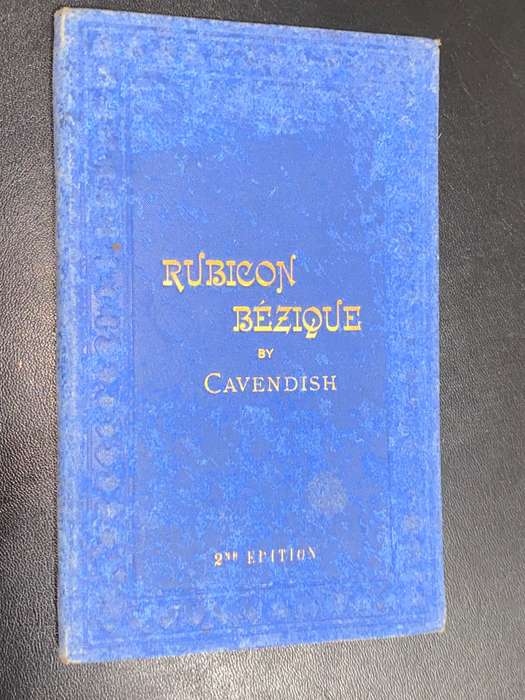 RUBICON
BÉZIQUE
BY
CAVENDISH
2ND EDITION